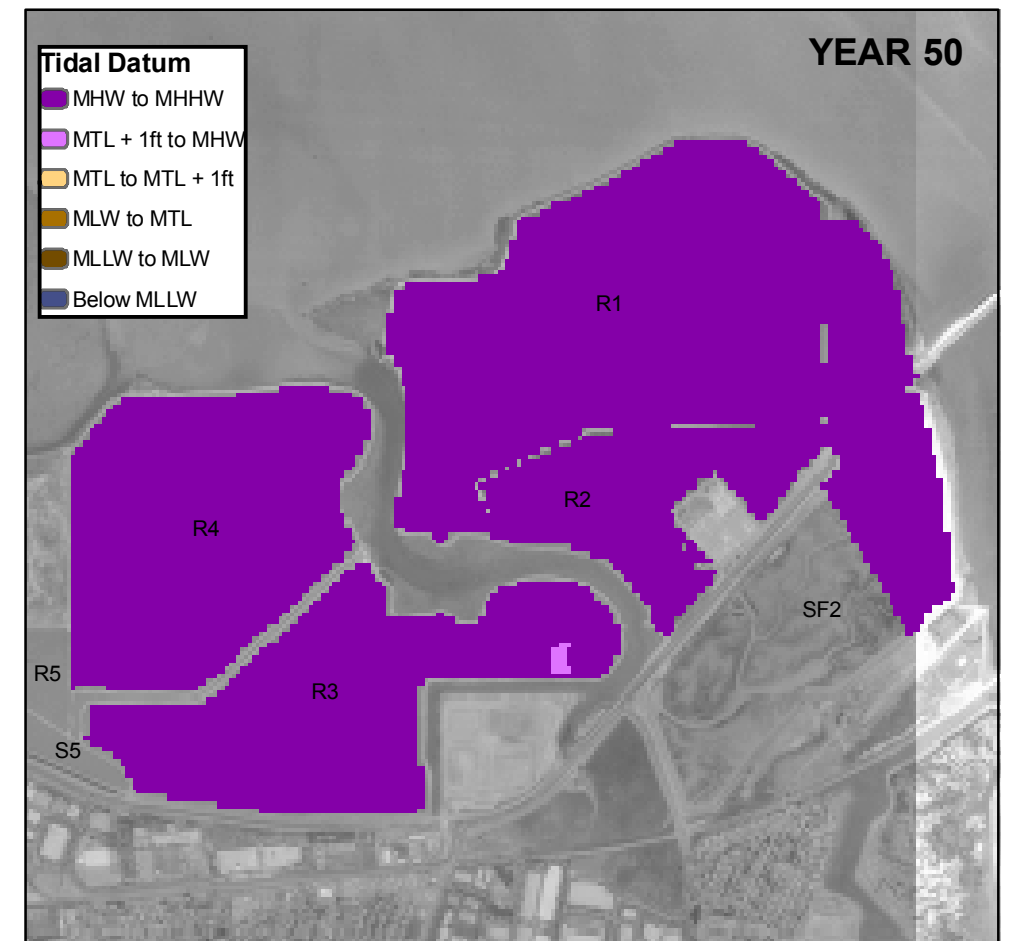 YEAR 50
Tidal Datum
MHW to MHHW
MTL + 1ft to MHW
MTL to MTL + 1ft
MLW to MTL
MLLW to MLW
Below MLLW
R1
R2
R4
SF2
R5
R3
S5